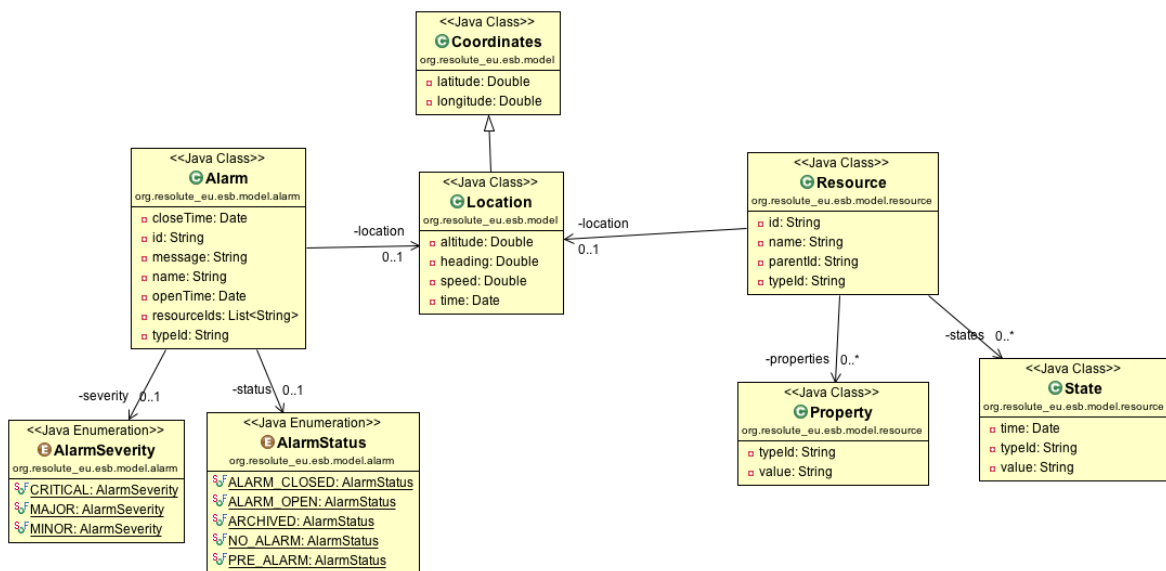 <<Java Class>>
Coordinates
org.resolute_eu.esb.model
latitude: Double
longitude: Double
<<Java Class>>
Alarm
org.resolute_eu.esb.model.alarm
closeTime: Date
id: String
message: String
name: String
openTime: Date
resourceIds: List<String>
typeId: String
-location
0..1
<<Java Class>>
Location
org.resolute_eu.esb.model
altitude: Double
heading: Double
speed: Double
time: Date
-location
0..1
<<Java Class>>
Resource
org.resolute_eu.esb.model.resource
id: String
name: String
parentId: String
typeId: String
-severity 0..1
-status 0..1
-properties 0..*
-states 0..*
<<Java Enumeration>>
AlarmSeverity
org.resolute_eu.esb.model.alarm
CRITICAL: AlarmSeverity
MAJOR: AlarmSeverity
MINOR: AlarmSeverity
<<Java Enumeration>>
AlarmStatus
org.resolute_eu.esb.model.alarm
ALARM_CLOSED: AlarmStatus
ALARM_OPEN: AlarmStatus
ARCHIVED: AlarmStatus
NO_ALARM: AlarmStatus
PRE_ALARM: AlarmStatus
<<Java Class>>
Property
org.resolute_eu.esb.model.resource
typeId: String
value: String
<<Java Class>>
State
org.resolute_eu.esb.model.resource
time: Date
typeId: String
value: String